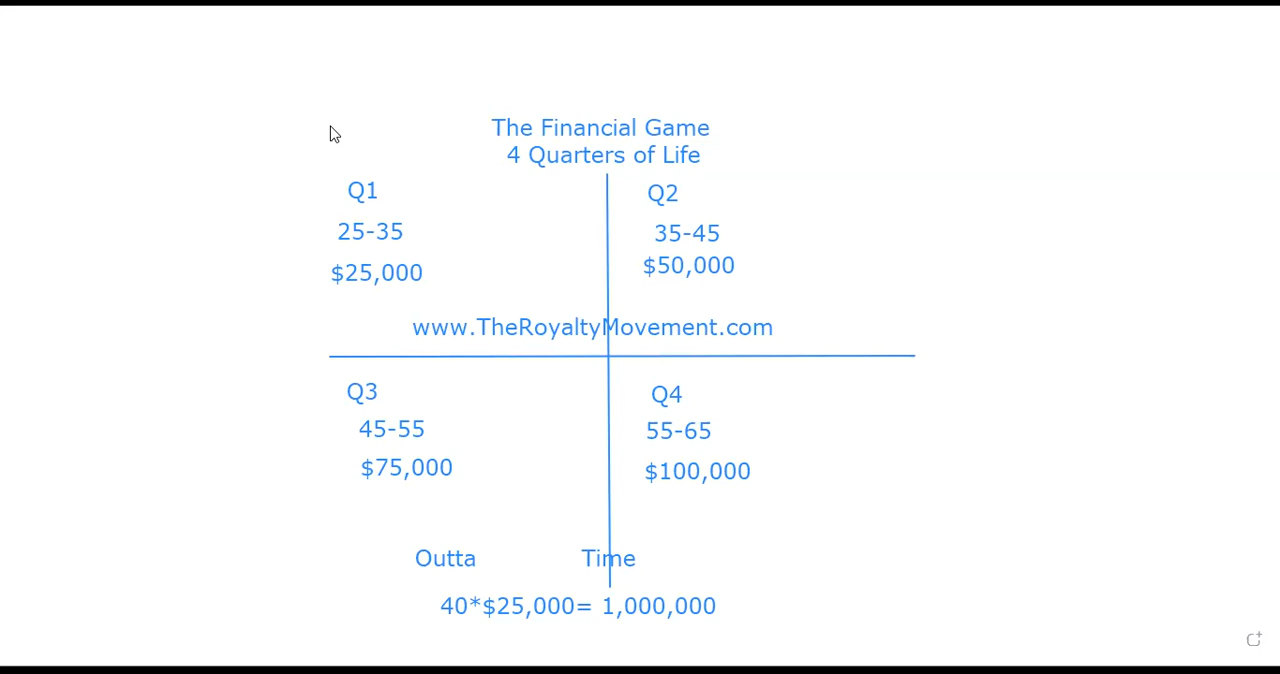 The Financial Game
4 Quarters of Life
Q1
25-35
$25,000
Q2
35-45
$50,000
www.TheRoyaltyMovement.com
Q3
45-55
$75,000
Q4
55-65
$100,000
Outta Time
40*$25,000= 1,000,000